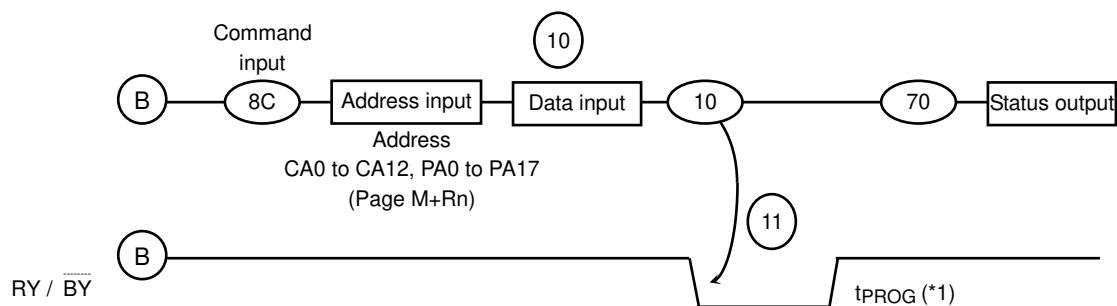 Command
input
10
B
8C
Address input
Data input
10
70
Status output
Address
CA0 to CA12, PA0 to PA17
(Page M+Rn)
11
B
RY / BY
tPROG (*1)